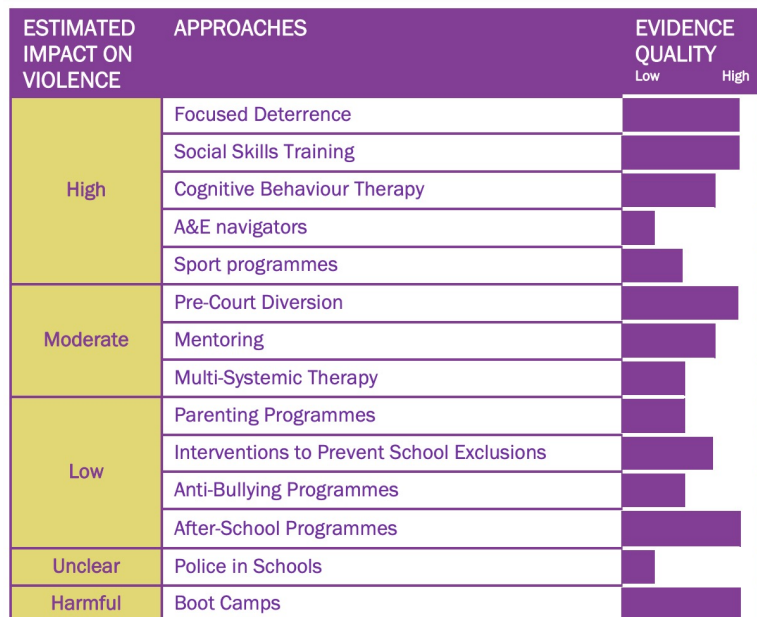 ESTIMATED IMPACT ON VIOLENCE
APPROACHES
EVIDENCE QUALITY
Low High
High
Focused Deterrence
Social Skills Training
Cognitive Behaviour Therapy
A&E navigators
Sport programmes
Moderate
Pre-Court Diversion
Mentoring
Multi-Systemic Therapy
Low
Parenting Programmes
Interventions to Prevent School Exclusions
Anti-Bullying Programmes
After-School Programmes
Unclear
Police in Schools
Harmful
Boot Camps